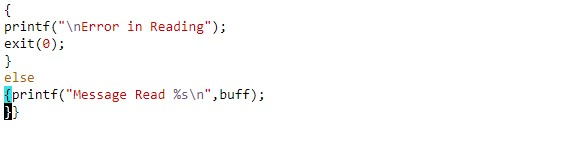 {
printf("\nError in Reading");
exit(0);
}
else
{printf("Message Read %s\n",buff);
}}